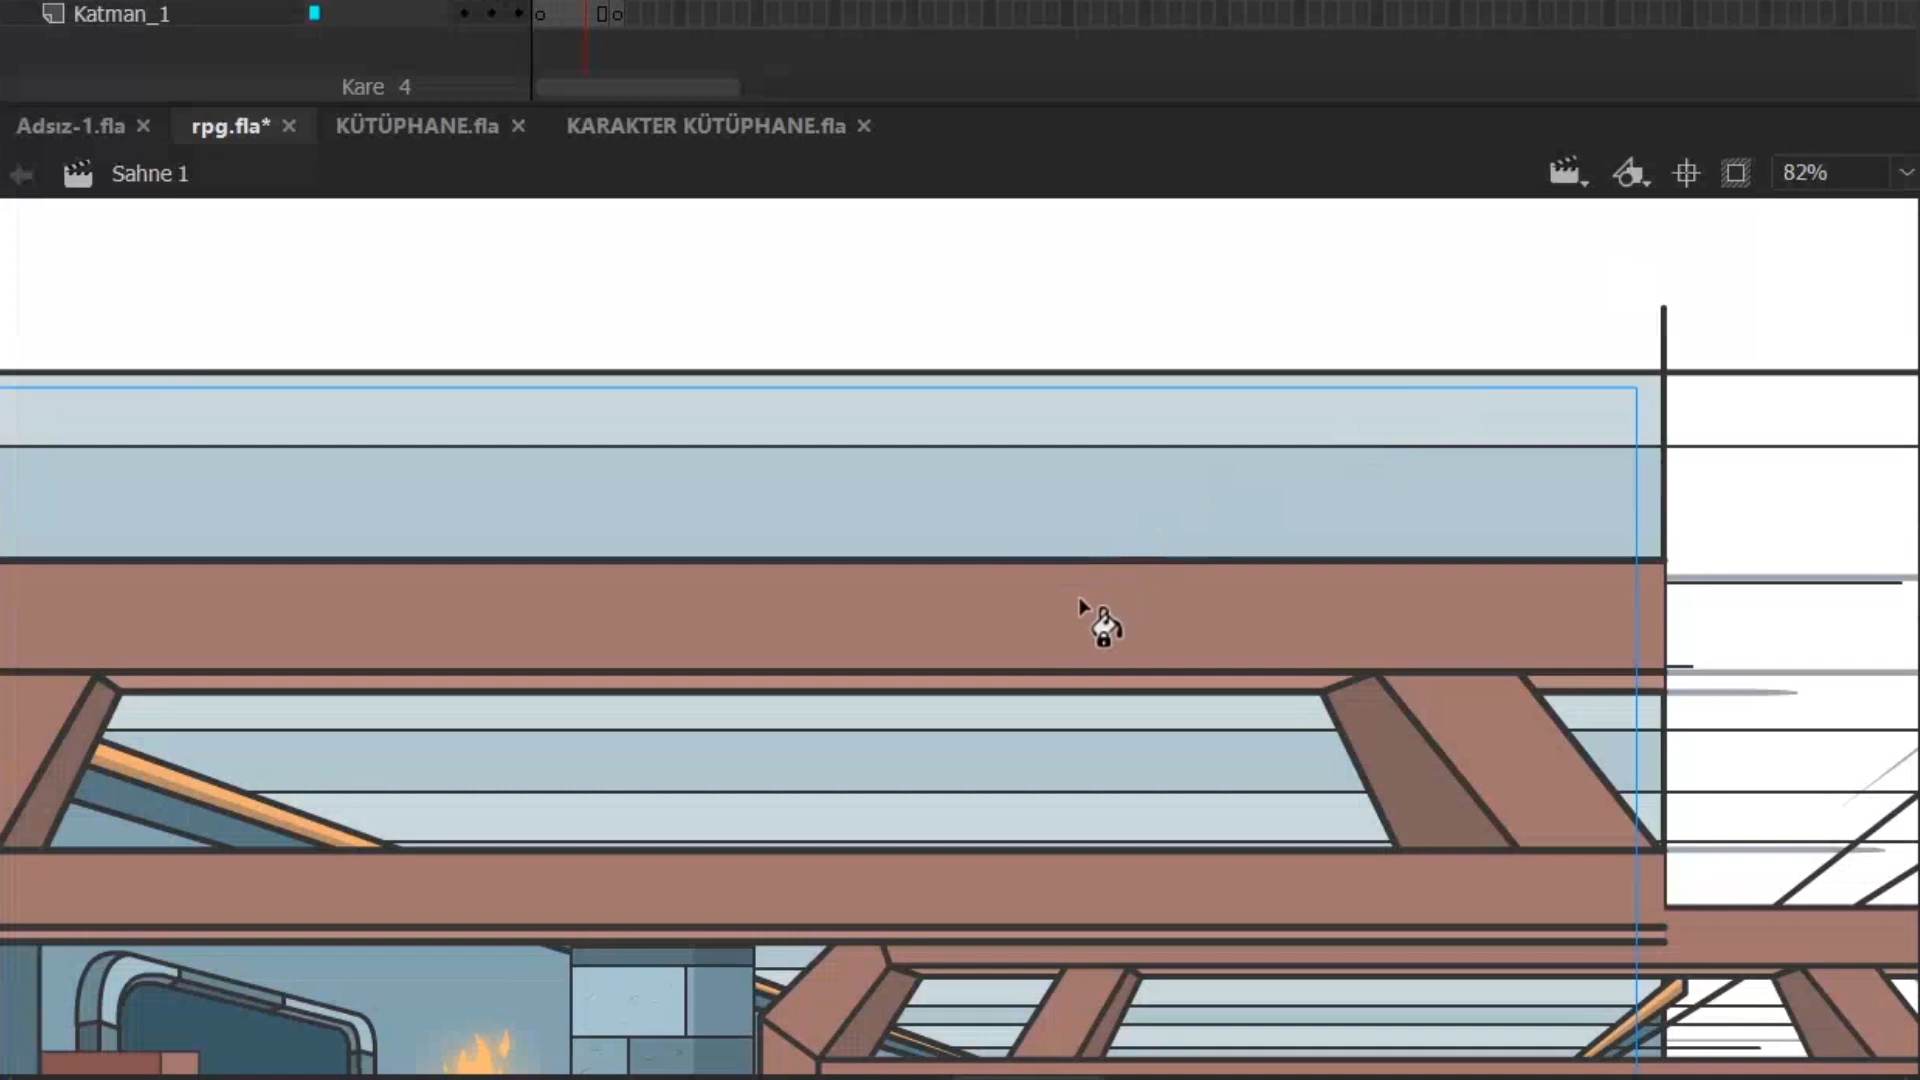 Katman_1
Kare 4
Adsız-1.fla
rpg.fla*
KÜTÜPHANE.fla
KARAKTER KÜTÜPHANE.fla
Sahne 1
82%